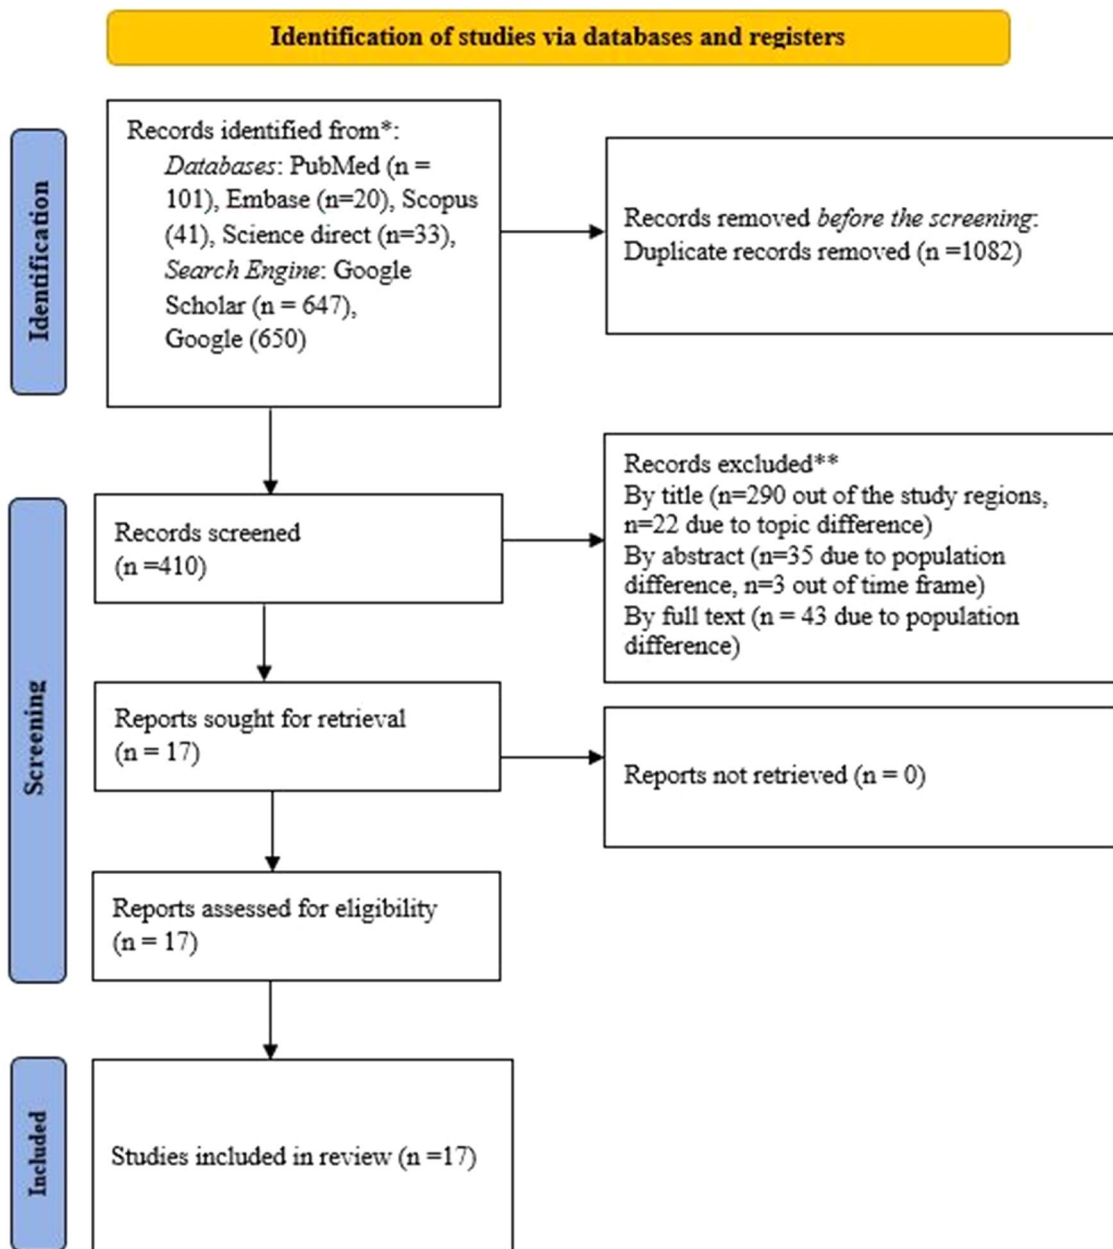 Identification of studies via databases and registers
Identification
Records identified from*:
Databases: PubMed (n =
101), Embase (n=20), Scopus
(41), Science direct (n=33),
Search Engine: Google
Scholar (n = 647),
Google (650)
Records removed before the screening:
Duplicate records removed (n =1082)
Screening
Records screened
(n =410)
Records excluded**
By title (n=290 out of the study regions,
n=22 due to topic difference)
By abstract (n=35 due to population
difference, n=3 out of time frame)
By full text (n = 43 due to population
difference)
Reports sought for retrieval
(n = 17)
Reports not retrieved (n = 0)
Reports assessed for eligibility
(n = 17)
Included
Studies included in review (n =17)